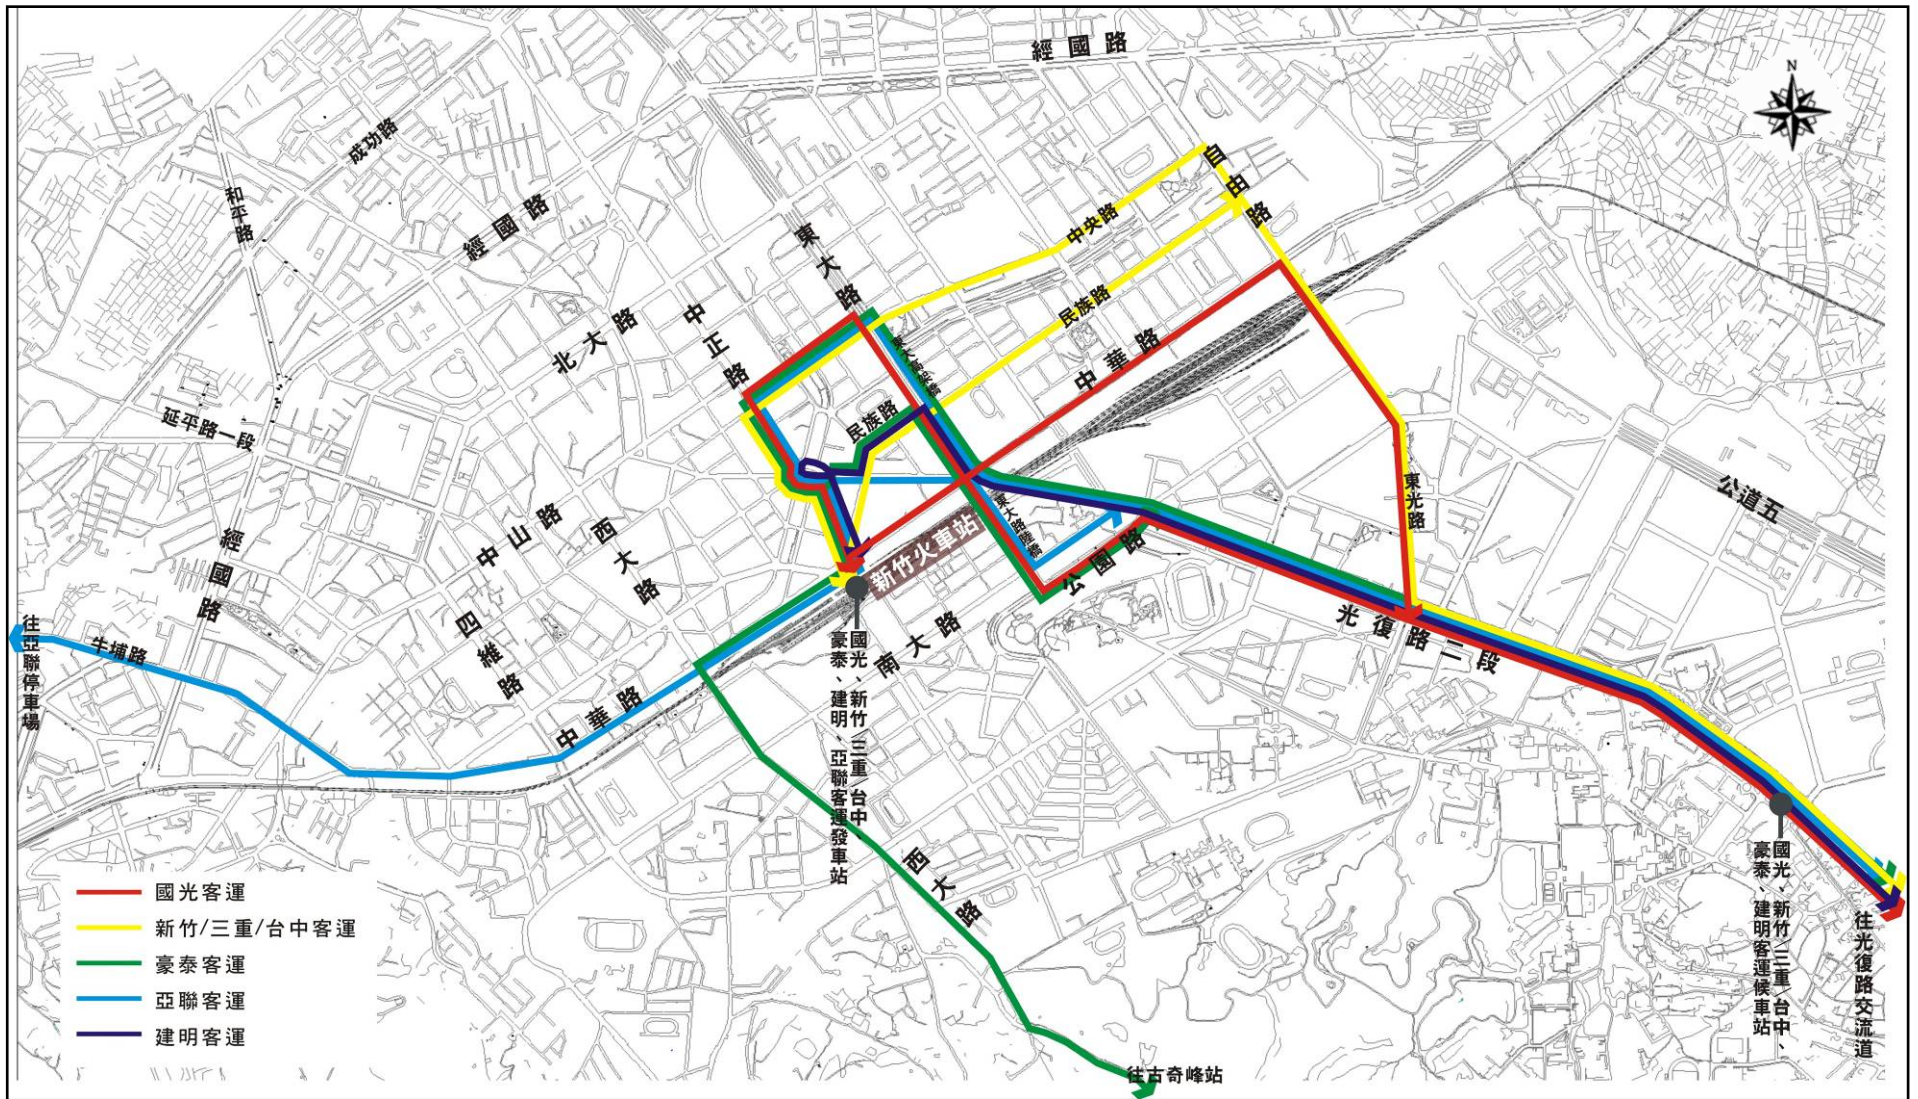 經國路
N
成功路
和平路
經國路
自由路
中央路
東大路
北大路
中正路
民族路
東大高架橋
中華路
民族路
延平路一段
東光路
公道五
中山路
西大路
新竹火車站
東大路陸橋
公園路
經國路
四維路
南大路
光復路二段
往亞聯停車場
牛埔路
中華路
國光、新竹/三重/台中、
豪泰、建明、亞聯客運發車站
西大路
國光、新竹/三重/台中、
豪泰、建明客運候車站
往光復路交流道
往古奇峰站
國光客運
新竹/三重/台中客運
豪泰客運
亞聯客運
建明客運